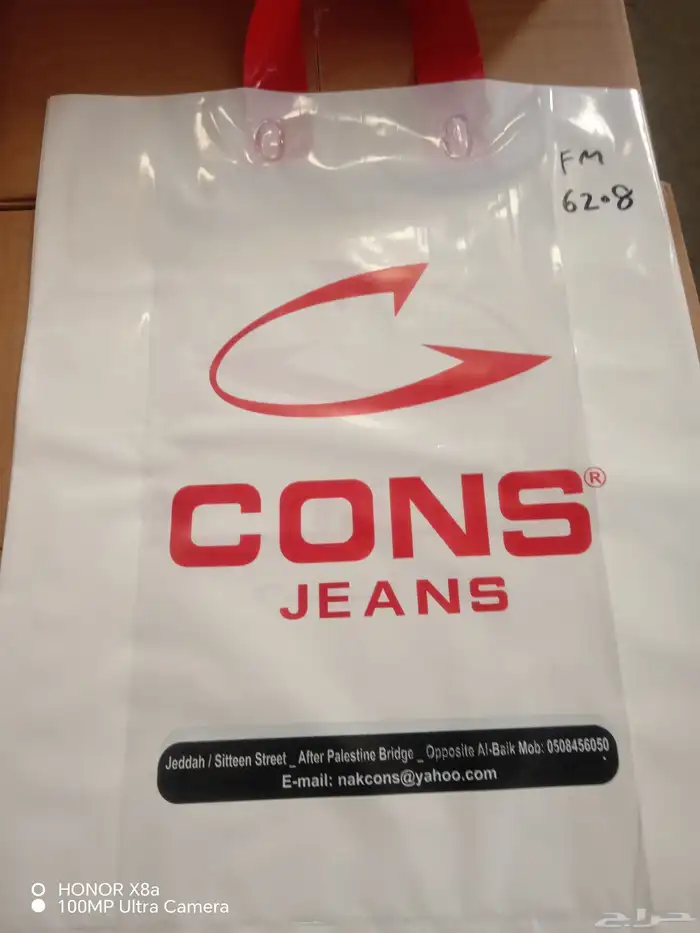 FM
62.8
CONS®
JEANS
Jeddah / Sitteen Street _ After Palestine Bridge _ Opposite Al-Baik Mob: 0508456050
E-mail: nakcons@yahoo.com
HONOR X8a
100MP Ultra Camera
حراج